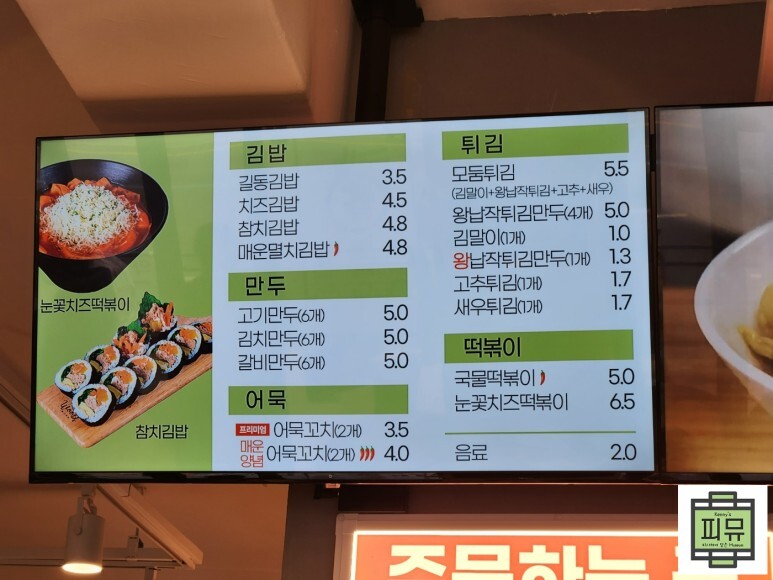 눈꽃치즈떡볶이
참치김밥
김밥
길동김밥 3.5
치즈김밥 4.5
참치김밥 4.8
매운멸치김밥 4.8
만두
고기만두(6개) 5.0
김치만두(6개) 5.0
갈비만두(6개) 5.0
어묵
프리미엄 어묵꼬치(2개) 3.5
매운양념 어묵꼬치(2개) 4.0
튀김
모둠튀김 5.5
(김말이+왕납작튀김+고추+새우)
왕납작튀김만두(4개) 5.0
김말이(1개) 1.0
왕납작튀김만두(1개) 1.3
고추튀김(1개) 1.7
새우튀김(1개) 1.7
떡볶이
국물떡볶이 5.0
눈꽃치즈떡볶이 6.5
음료 2.0
주문하는
Kenny's
피뮤